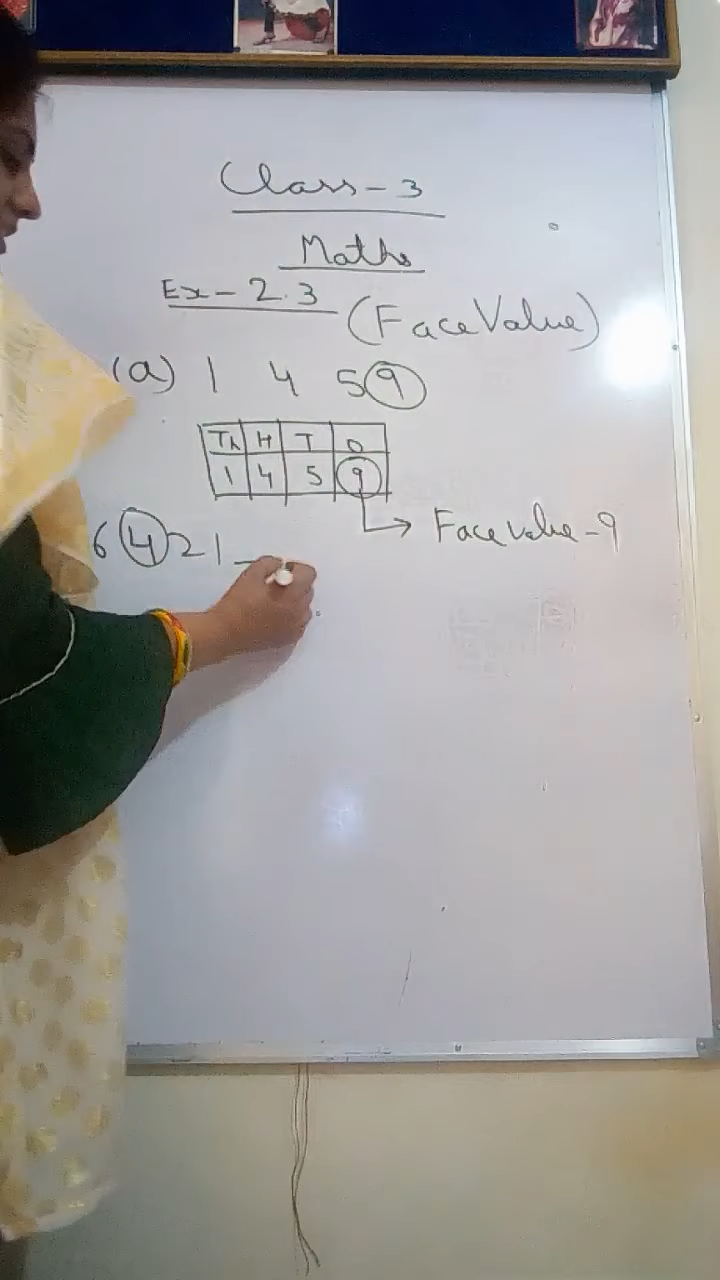 Class-3
Maths
Ex-2.3 (Face Value)
(a) 1 4 5 9
Th H T O
1 4 5 9
Face value-9
6 4 2 1